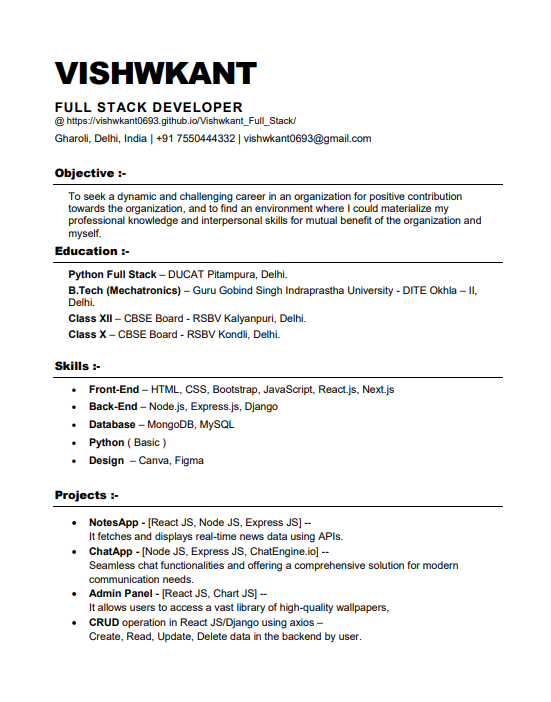 VISHWKANT
FULL STACK DEVELOPER
@ https://vishwkant0693.github.io/Vishwkant_Full_Stack/
Gharoli, Delhi, India | +91 7550444332 | vishwkant0693@gmail.com
Objective :-
To seek a dynamic and challenging career in an organization for positive contribution
towards the organization, and to find an environment where I could materialize my
professional knowledge and interpersonal skills for mutual benefit of the organization and
myself.
Education :-
Python Full Stack – DUCAT Pitampura, Delhi.
B.Tech (Mechatronics) – Guru Gobind Singh Indraprastha University - DITE Okhla – II,
Delhi.
Class XII – CBSE Board - RSBV Kalyanpuri, Delhi.
Class X – CBSE Board - RSBV Kondli, Delhi.
Skills :-
• Front-End – HTML, CSS, Bootstrap, JavaScript, React.js, Next.js
• Back-End – Node.js, Express.js, Django
• Database – MongoDB, MySQL
• Python ( Basic )
• Design – Canva, Figma
Projects :-
• NotesApp - [React JS, Node JS, Express JS] --
It fetches and displays real-time news data using APIs.
• ChatApp - [Node JS, Express JS, ChatEngine.io] --
Seamless chat functionalities and offering a comprehensive solution for modern
communication needs.
• Admin Panel - [React JS, Chart JS] --
It allows users to access a vast library of high-quality wallpapers,
• CRUD operation in React JS/Django using axios –
Create, Read, Update, Delete data in the backend by user.